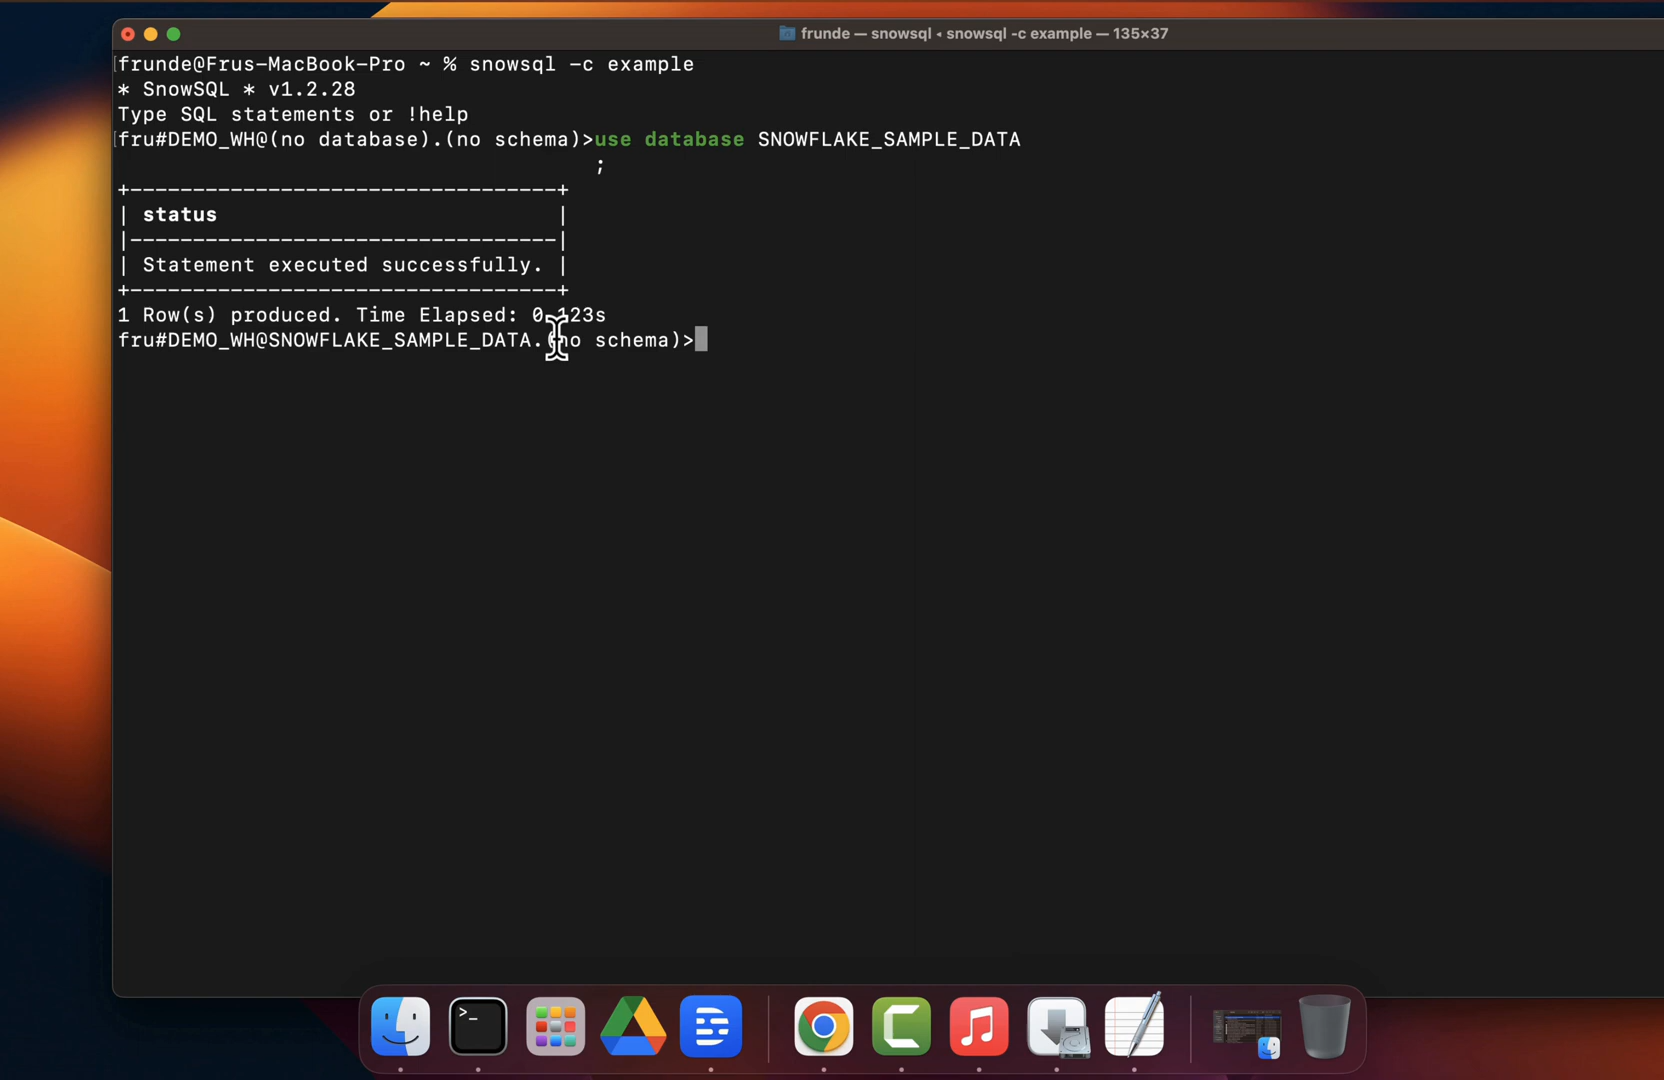 frunde — snowsql ◂ snowsql -c example — 135×37
frunde@Frus-MacBook-Pro ~ % snowsql -c example
* SnowSQL * v1.2.28
Type SQL statements or !help
fru#DEMO_WH@(no database).(no schema)>use database SNOWFLAKE_SAMPLE_DATA
;
+----------------------------------+
| status                           |
|----------------------------------|
| Statement executed successfully. |
+----------------------------------+
1 Row(s) produced. Time Elapsed: 0.123s
fru#DEMO_WH@SNOWFLAKE_SAMPLE_DATA.(no schema)>
>_